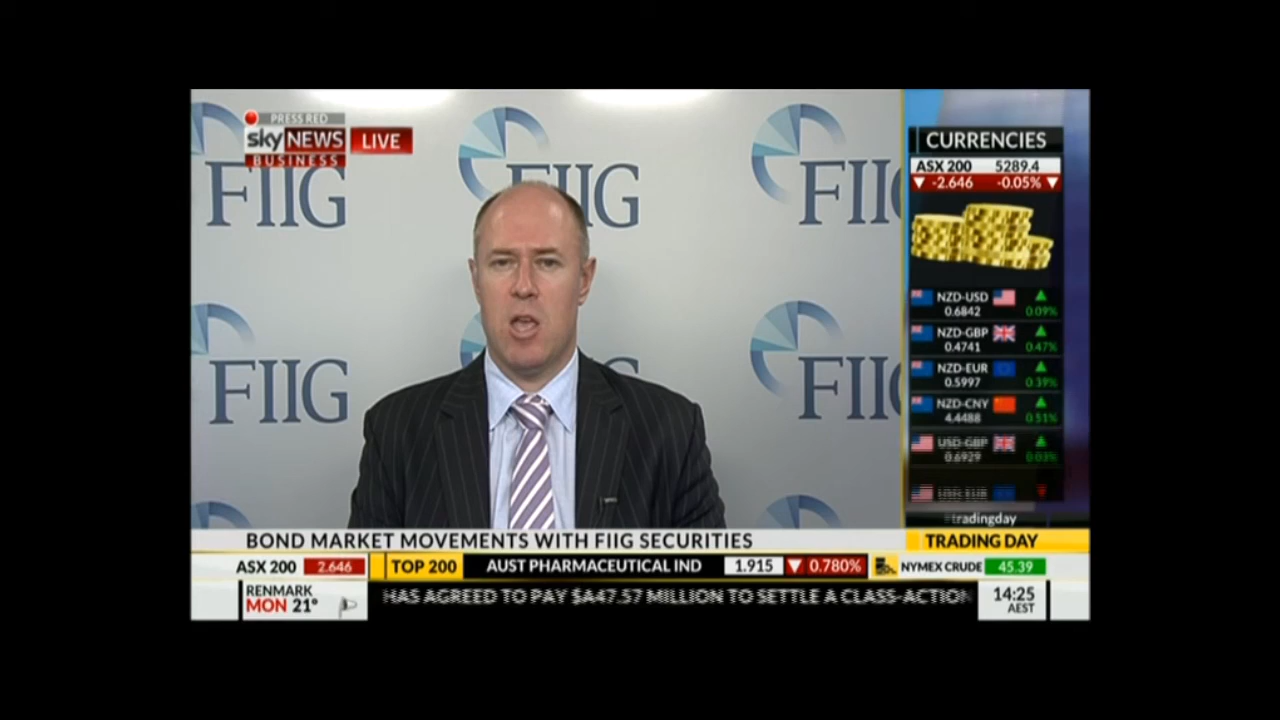 PRESS RED
sky NEWS
BUSINESS
LIVE
FIIG
FIIG
FIIG
FIIG
FIIG
FIIG
CURRENCIES
ASX 200 5289.4
▼ -2.646 -0.05% ▼
NZD-USD ▲
0.6842 0.09%
NZD-GBP ▲
0.4741 0.47%
NZD-EUR ▲
0.5997 0.39%
NZD-CNY ▲
4.4488 0.51%
USD-GBP ▲
0.6929 0.03%
tradingday
BOND MARKET MOVEMENTS WITH FIIG SECURITIES
TRADING DAY
ASX 200 2.646 TOP 200 AUST PHARMACEUTICAL IND 1.915 ▼ 0.780% NYMEX CRUDE 45.39
RENMARK
MON 21°
HAS AGREED TO PAY $A47.57 MILLION TO SETTLE A CLASS-ACTION
14:25
AEST